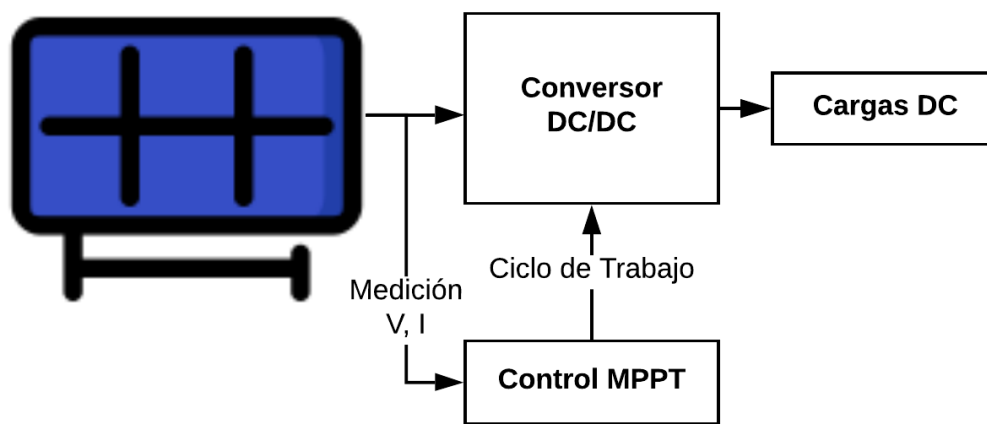 Conversor
DC/DC
Cargas DC
Ciclo de Trabajo
Medición
V, I
Control MPPT